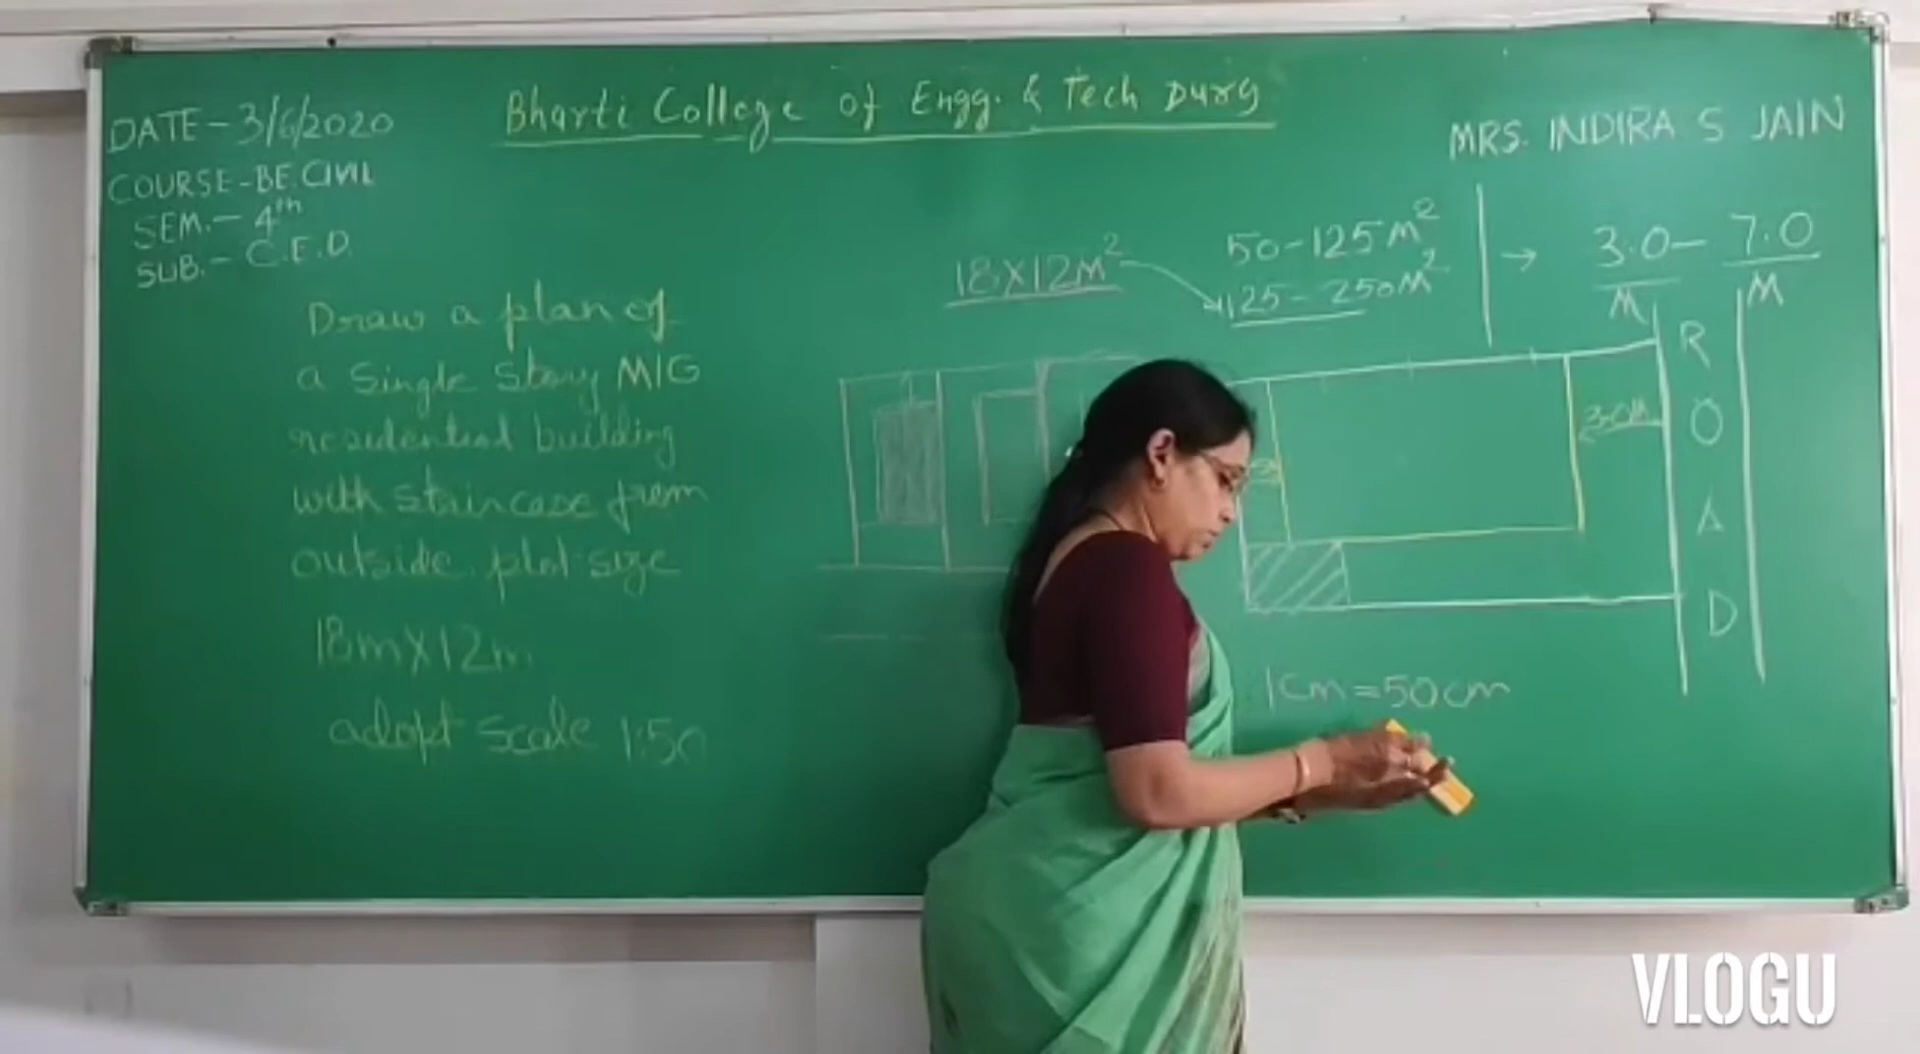 Bharti College of Engg. & Tech Durg
DATE - 3/6/2020
COURSE - BE. CIVIL
SEM. - 4th
SUB. - C.E.D.
MRS. INDIRA S JAIN
Draw a plan of
a Single Story MIG
residential building
with staircase from
outside. plot size
18m X 12m
adopt scale 1:50
18X12M²
50-125M²
125-250M²
→ 3.0 - 7.0
M M
3.0M
R
O
A
D
1cm = 50cm
VLOGU